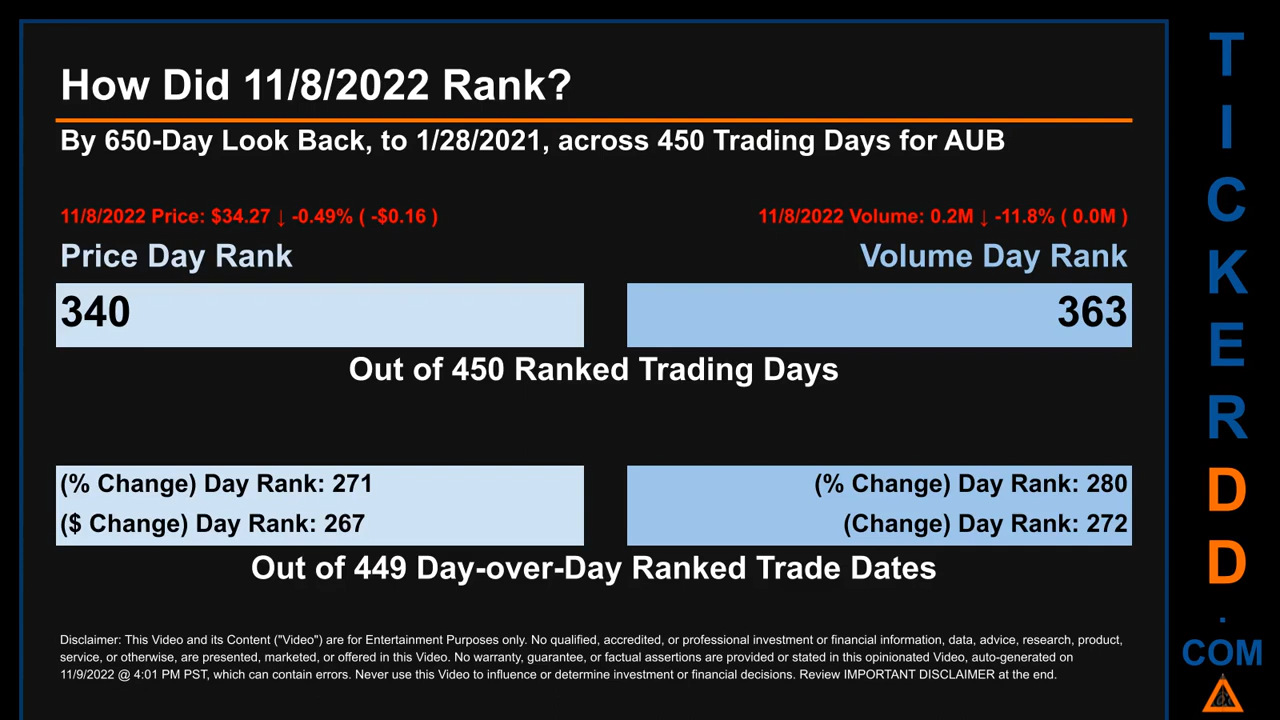 How Did 11/8/2022 Rank?
By 650-Day Look Back, to 1/28/2021, across 450 Trading Days for AUB
11/8/2022 Price: $34.27 ↓ -0.49% ( -$0.16 )
11/8/2022 Volume: 0.2M ↓ -11.8% ( 0.0M )
Price Day Rank
Volume Day Rank
340
363
Out of 450 Ranked Trading Days
(% Change) Day Rank: 271
($ Change) Day Rank: 267
(% Change) Day Rank: 280
(Change) Day Rank: 272
Out of 449 Day-over-Day Ranked Trade Dates
Disclaimer: This Video and its Content ("Video") are for Entertainment Purposes only. No qualified, accredited, or professional investment or financial information, data, advice, research, product,
service, or otherwise, are presented, marketed, or offered in this Video. No warranty, guarantee, or factual assertions are provided or stated in this opinionated Video, auto-generated on
11/9/2022 @ 4:01 PM PST, which can contain errors. Never use this Video to influence or determine investment or financial decisions. Review IMPORTANT DISCLAIMER at the end.
T
I
C
K
E
R
D
D
.
COM